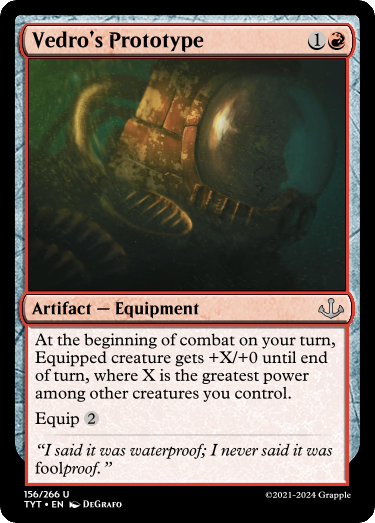 Vedro's Prototype 1
Artifact — Equipment
At the beginning of combat on your turn,
Equipped creature gets +X/+0 until end
of turn, where X is the greatest power
among other creatures you control.
Equip 2
“I said it was waterproof; I never said it was
foolproof.”
156/266 U
©2021-2024 Grapple
TYT • EN DeGrafo